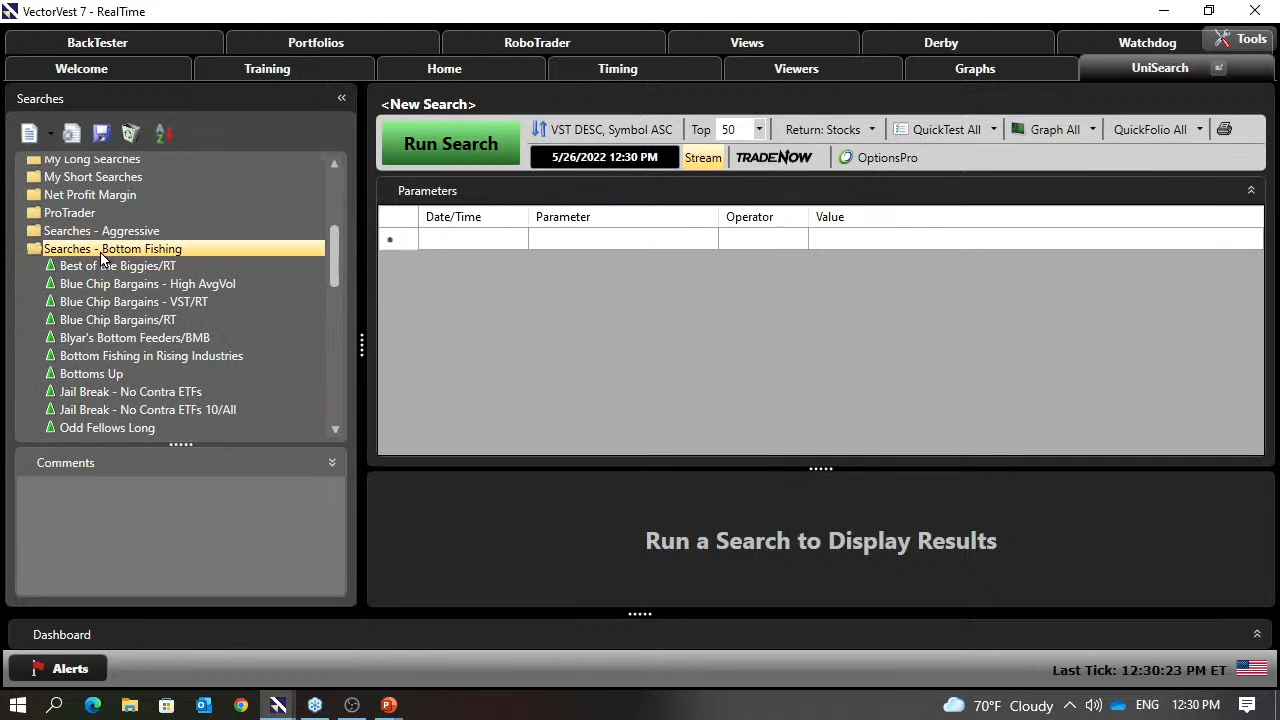 VectorVest 7 - RealTime
BackTester Portfolios RoboTrader Views Derby Watchdog Tools
Welcome Training Home Timing Viewers Graphs UniSearch
Searches «
My Long Searches
My Short Searches
Net Profit Margin
ProTrader
Searches - Aggressive
Searches - Bottom Fishing
Best of the Biggies/RT
Blue Chip Bargains - High AvgVol
Blue Chip Bargains - VST/RT
Blue Chip Bargains/RT
Blyar's Bottom Feeders/BMB
Bottom Fishing in Rising Industries
Bottoms Up
Jail Break - No Contra ETFs
Jail Break - No Contra ETFs 10/All
Odd Fellows Long
Comments
<New Search>
Run Search
VST DESC, Symbol ASC Top 50 Return: Stocks QuickTest All Graph All QuickFolio All
5/26/2022 12:30 PM Stream TRADENOW OptionsPro
Parameters
Date/Time Parameter Operator Value
*
Run a Search to Display Results
Dashboard
Alerts
Last Tick: 12:30:23 PM ET
70°F Cloudy ENG 12:30 PM